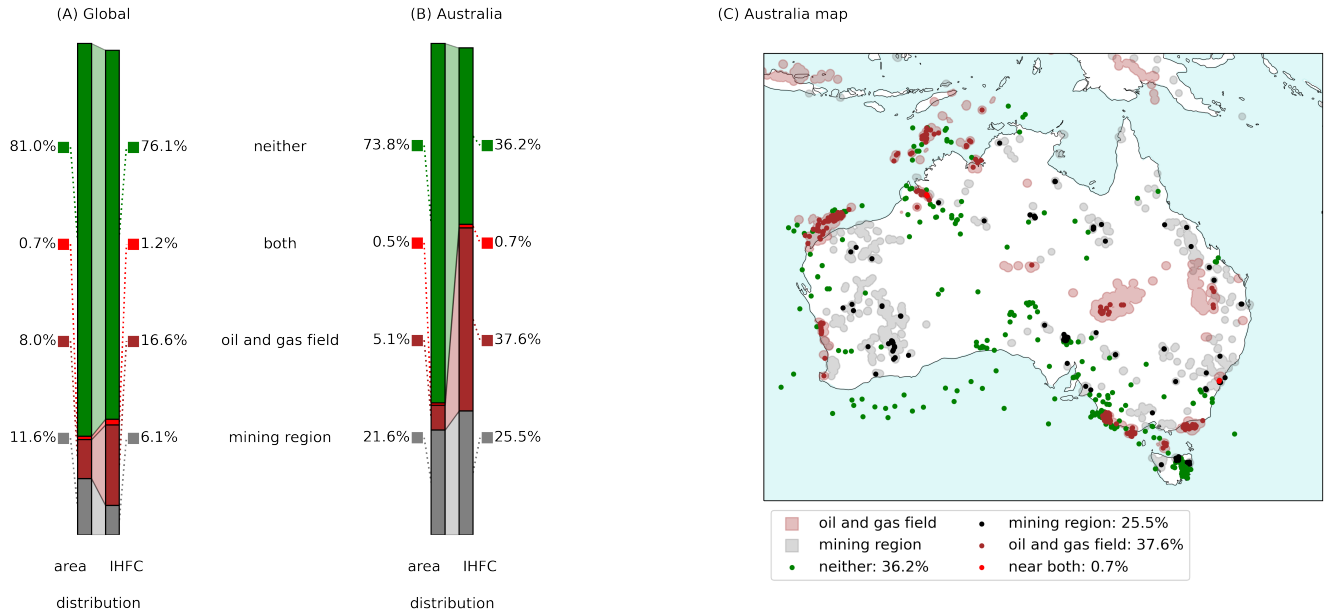 (A) Global
(B) Australia
(C) Australia map
81.0% 76.1% neither 73.8% 36.2%
0.7% 1.2% both 0.5% 0.7%
8.0% 16.6% oil and gas field 5.1% 37.6%
11.6% 6.1% mining region 21.6% 25.5%
area IHFC
distribution
area IHFC
distribution
oil and gas field
mining region
neither: 36.2%
mining region: 25.5%
oil and gas field: 37.6%
near both: 0.7%